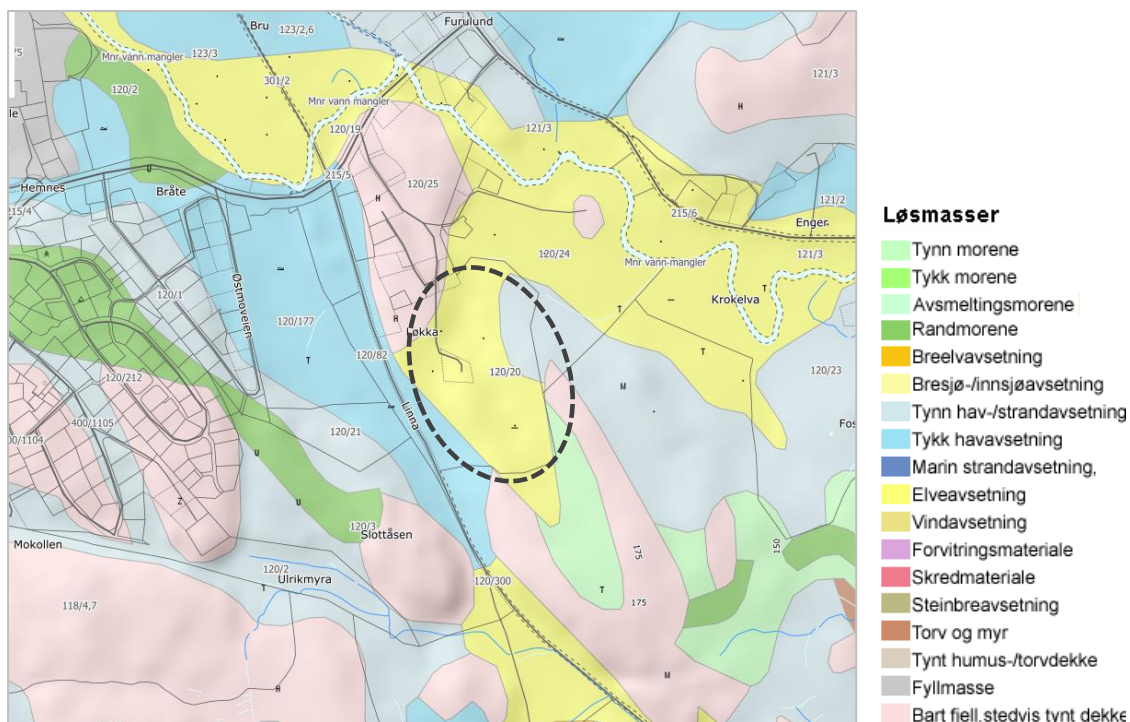 Bru
123/2,6
Furulund
Mnr vann mangler
123/3
301/2
120/2
121/3
H
Mnr vann mangler
120/19
121/3
U
215/5
Hemnes
Bråte
120/25
H
215/4
121/2
215/6
Enger
120/24
Mnr vann mangler
121/3
T
Krokelva
A
120/1
Østmoveien
120/177
H
Løkka
T
120/82
120/20
T
120/23
M
120/212
400/1105
Linna
00/1104
120/21
U
Z
U
120/3
Slottåsen
Mokollen
175
150
120/2
T
Ulrikmyra
120/300
T
175
118/4,7
H
M
Løsmasser
Tynn morene
Tykk morene
Avsmeltingsmorene
Randmorene
Breelvavsetning
Bresjø-/innsjøavsetning
Tynn hav-/strandavsetning
Tykk havavsetning
Marin strandavsetning,
Elveavsetning
Vindavsetning
Forvitringsmateriale
Skredmateriale
Steinbreavsetning
Torv og myr
Tynt humus-/torvdekke
Fyllmasse
Bart fjell,stedvis tynt dekke